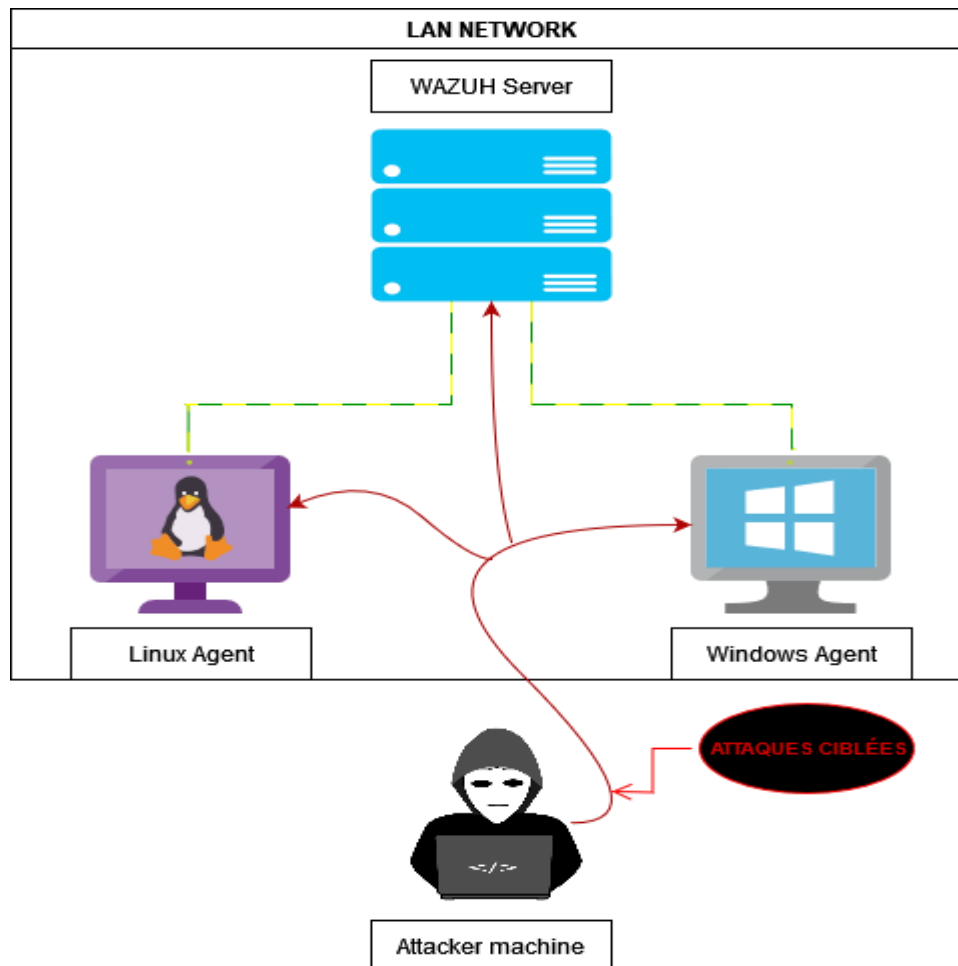 LAN NETWORK
WAZUH Server
Linux Agent
Windows Agent
ATTAQUES CIBLÉES
</>
Attacker machine